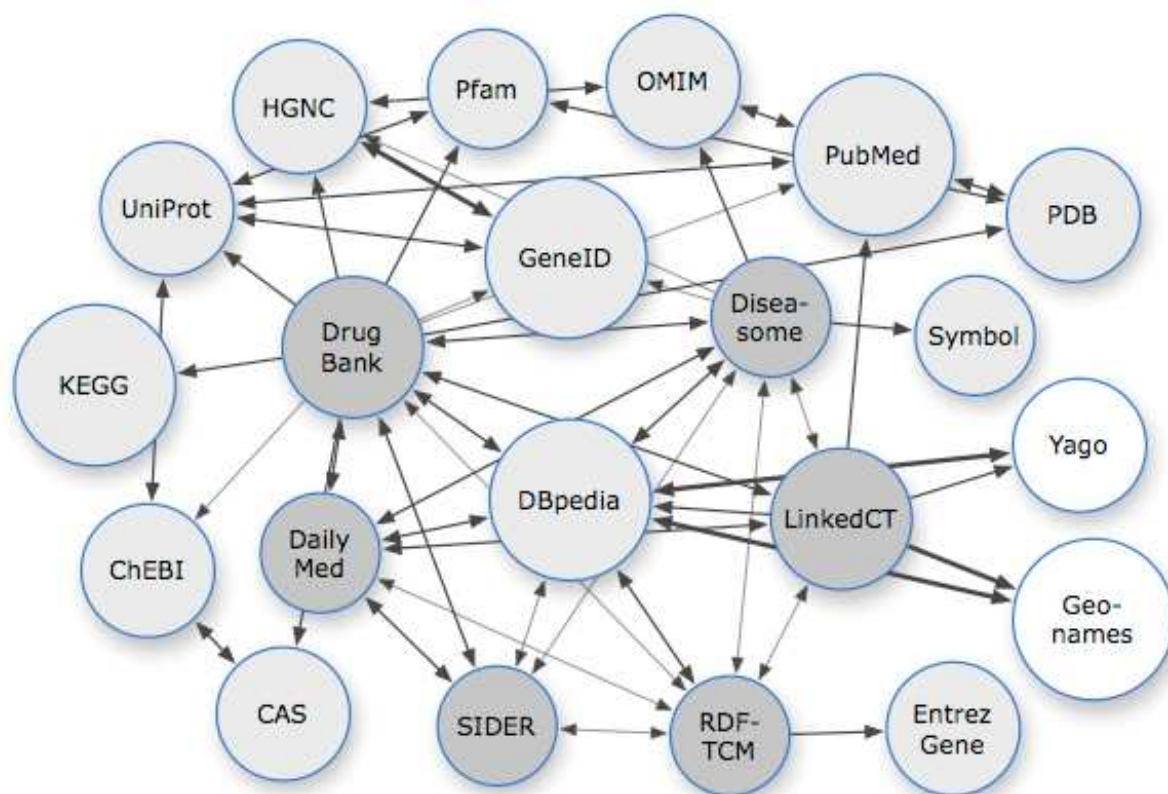 HGNC
Pfam
OMIM
PubMed
UniProt
PDB
GeneID
Disea-
some
Symbol
Drug
Bank
KEGG
Yago
DBpedia
LinkedCT
Daily
Med
ChEBI
Geo-
names
CAS
SIDER
RDF-
TCM
Entrez
Gene